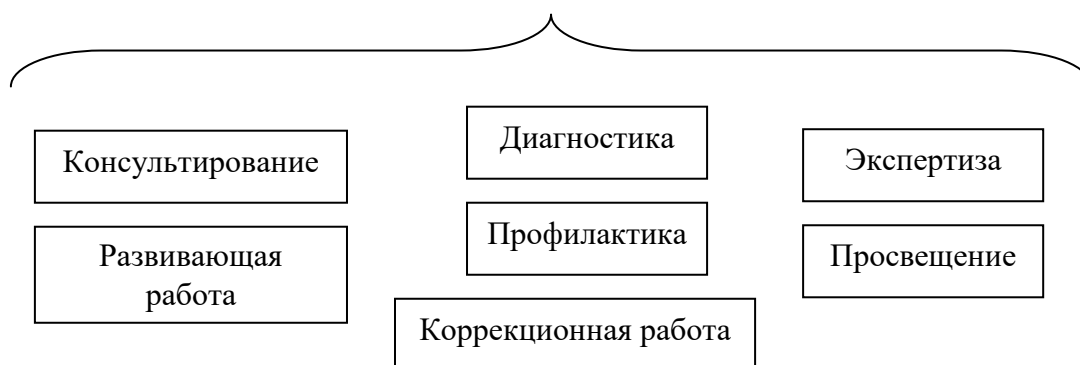 Консультирование
Развивающая
работа
Диагностика
Профилактика
Коррекционная работа
Экспертиза
Просвещение